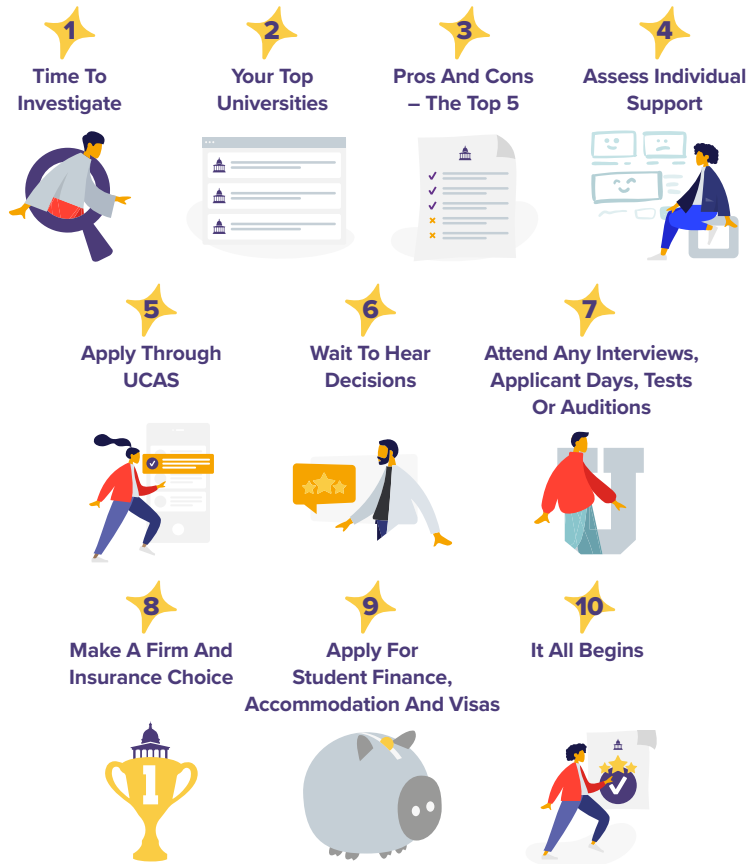 1
Time To
Investigate
2
Your Top
Universities
3
Pros And Cons
– The Top 5
4
Assess Individual
Support
5
Apply Through
UCAS
6
Wait To Hear
Decisions
7
Attend Any Interviews,
Applicant Days, Tests
Or Auditions
8
Make A Firm And
Insurance Choice
1
9
Apply For
Student Finance,
Accommodation And Visas
10
It All Begins